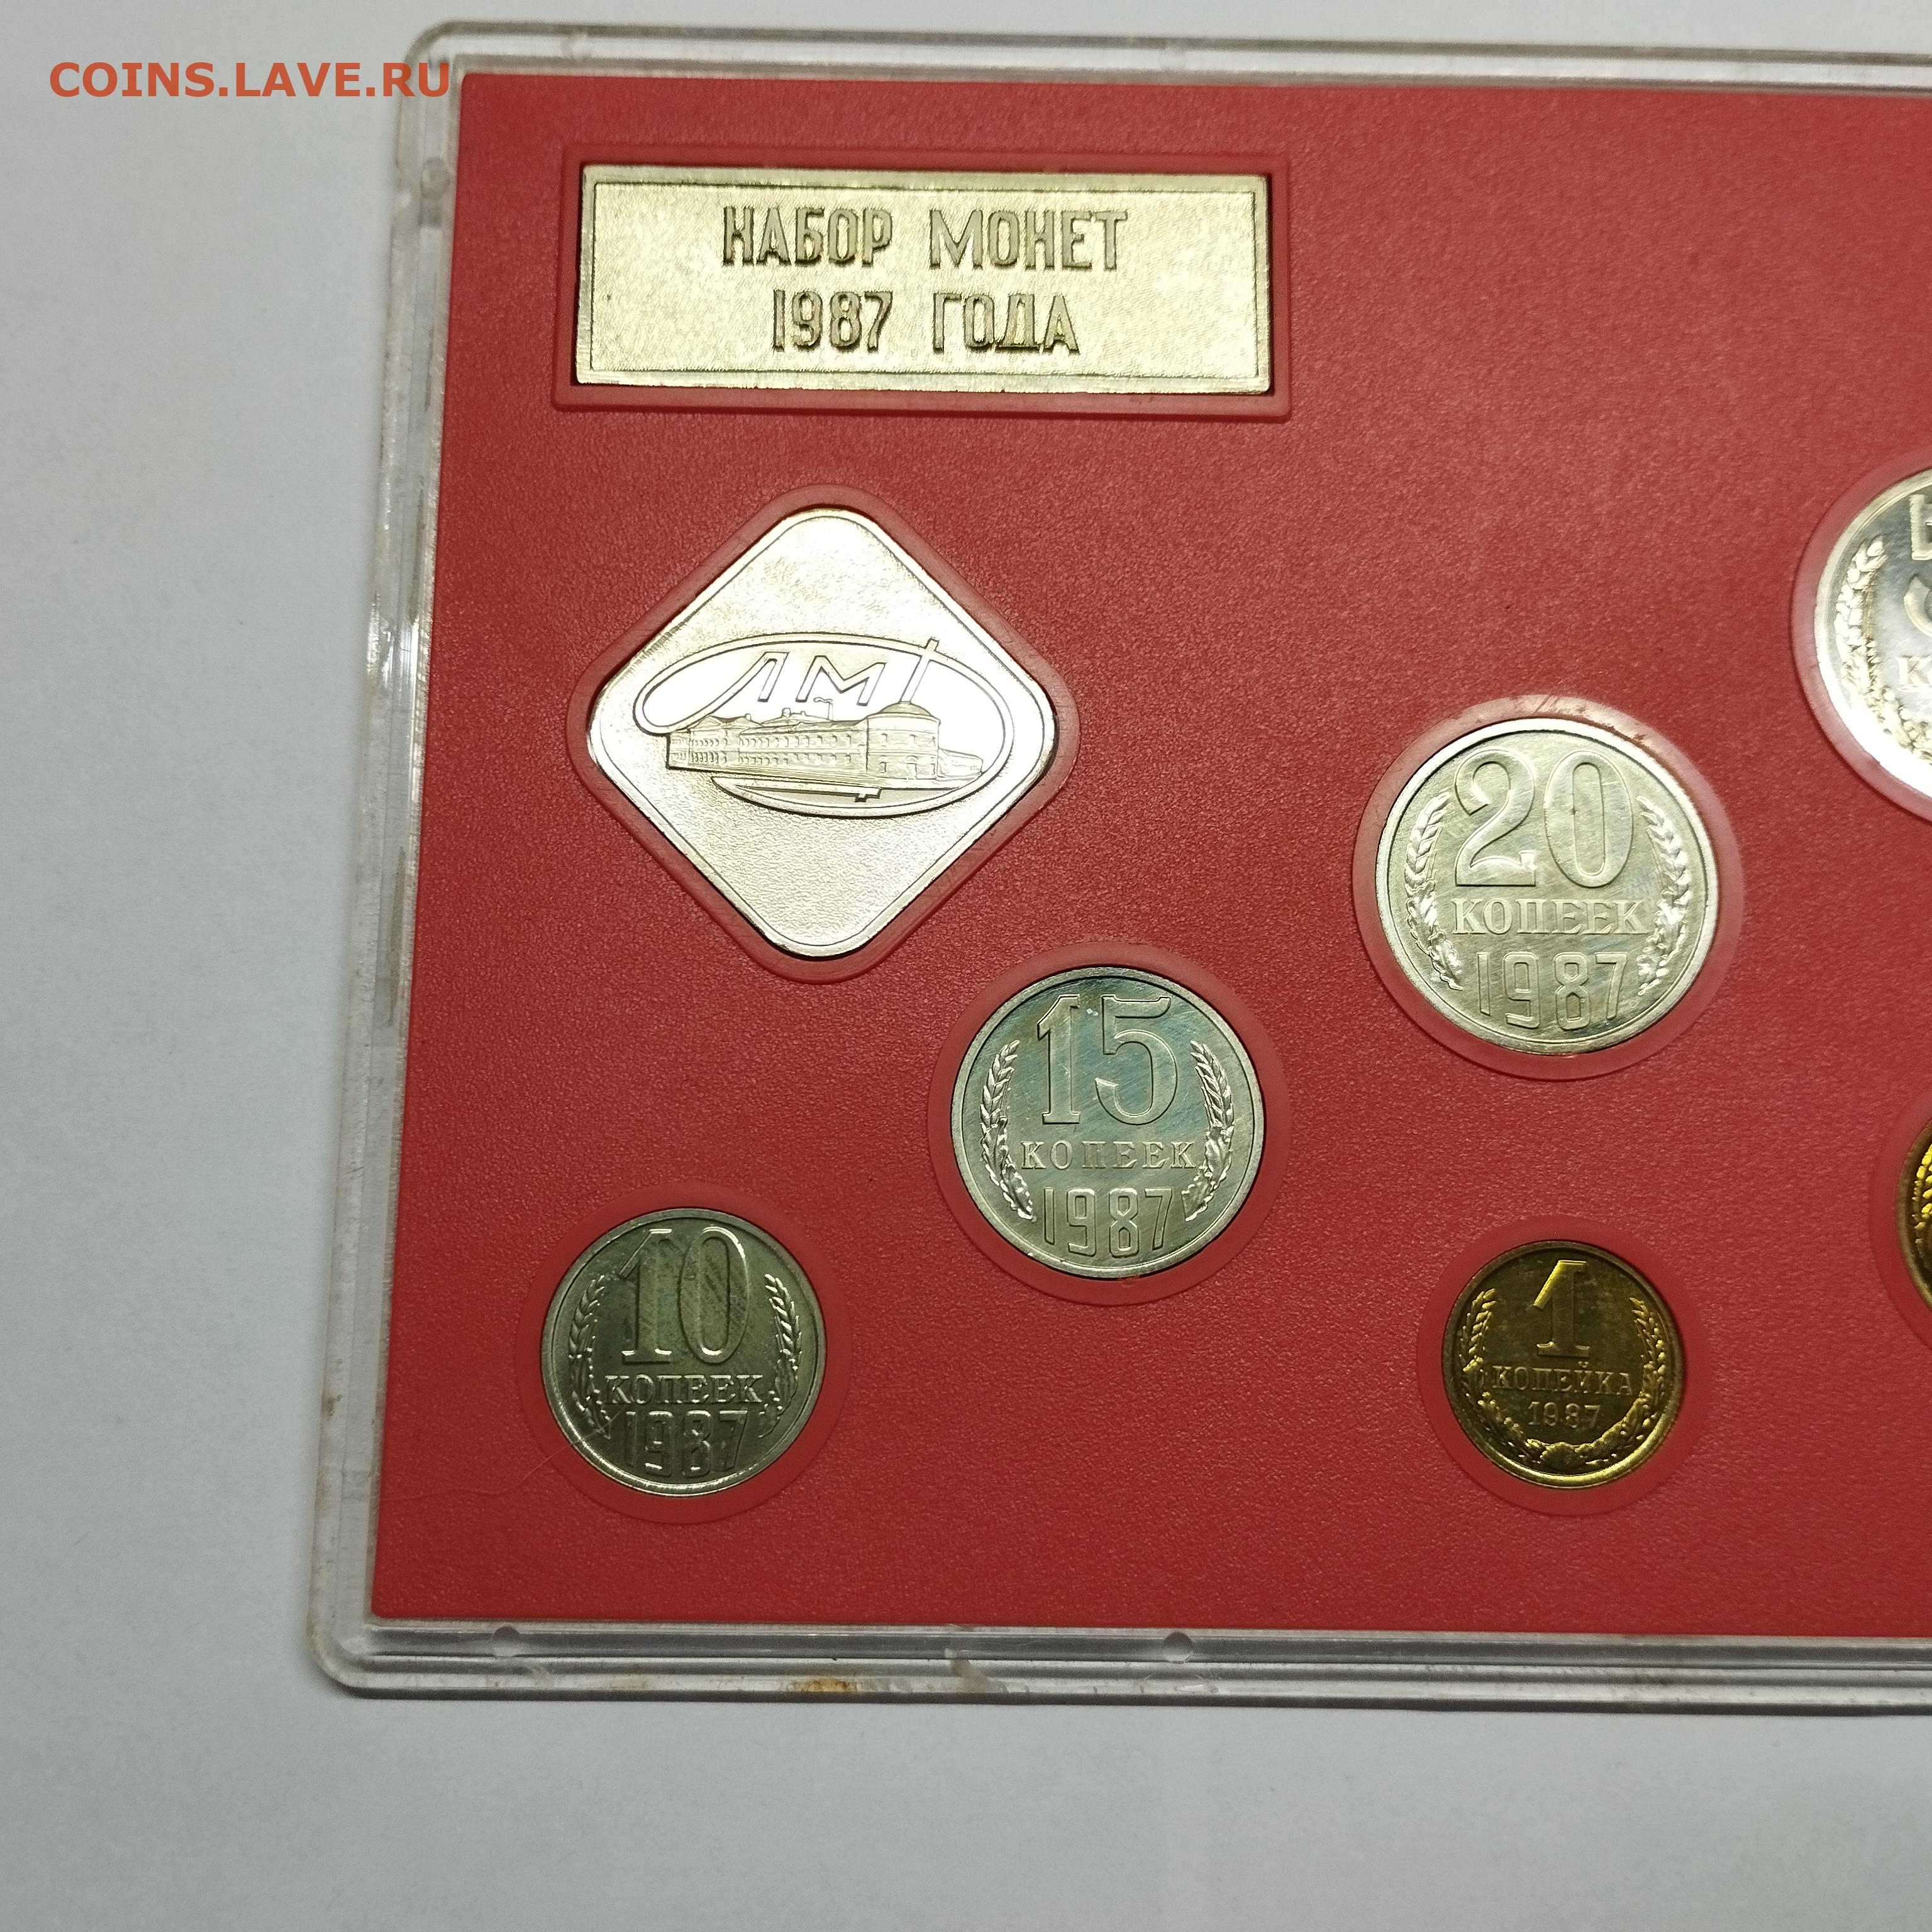 COINS.LAVE.RU
НАБОР МОНЕТ
1987 ГОДА
ЛМД
20
КОПЕЕК
1987
15
КОПЕЕК
1987
10
КОПЕЕК
1987
1
КОПЕЙКА
1987